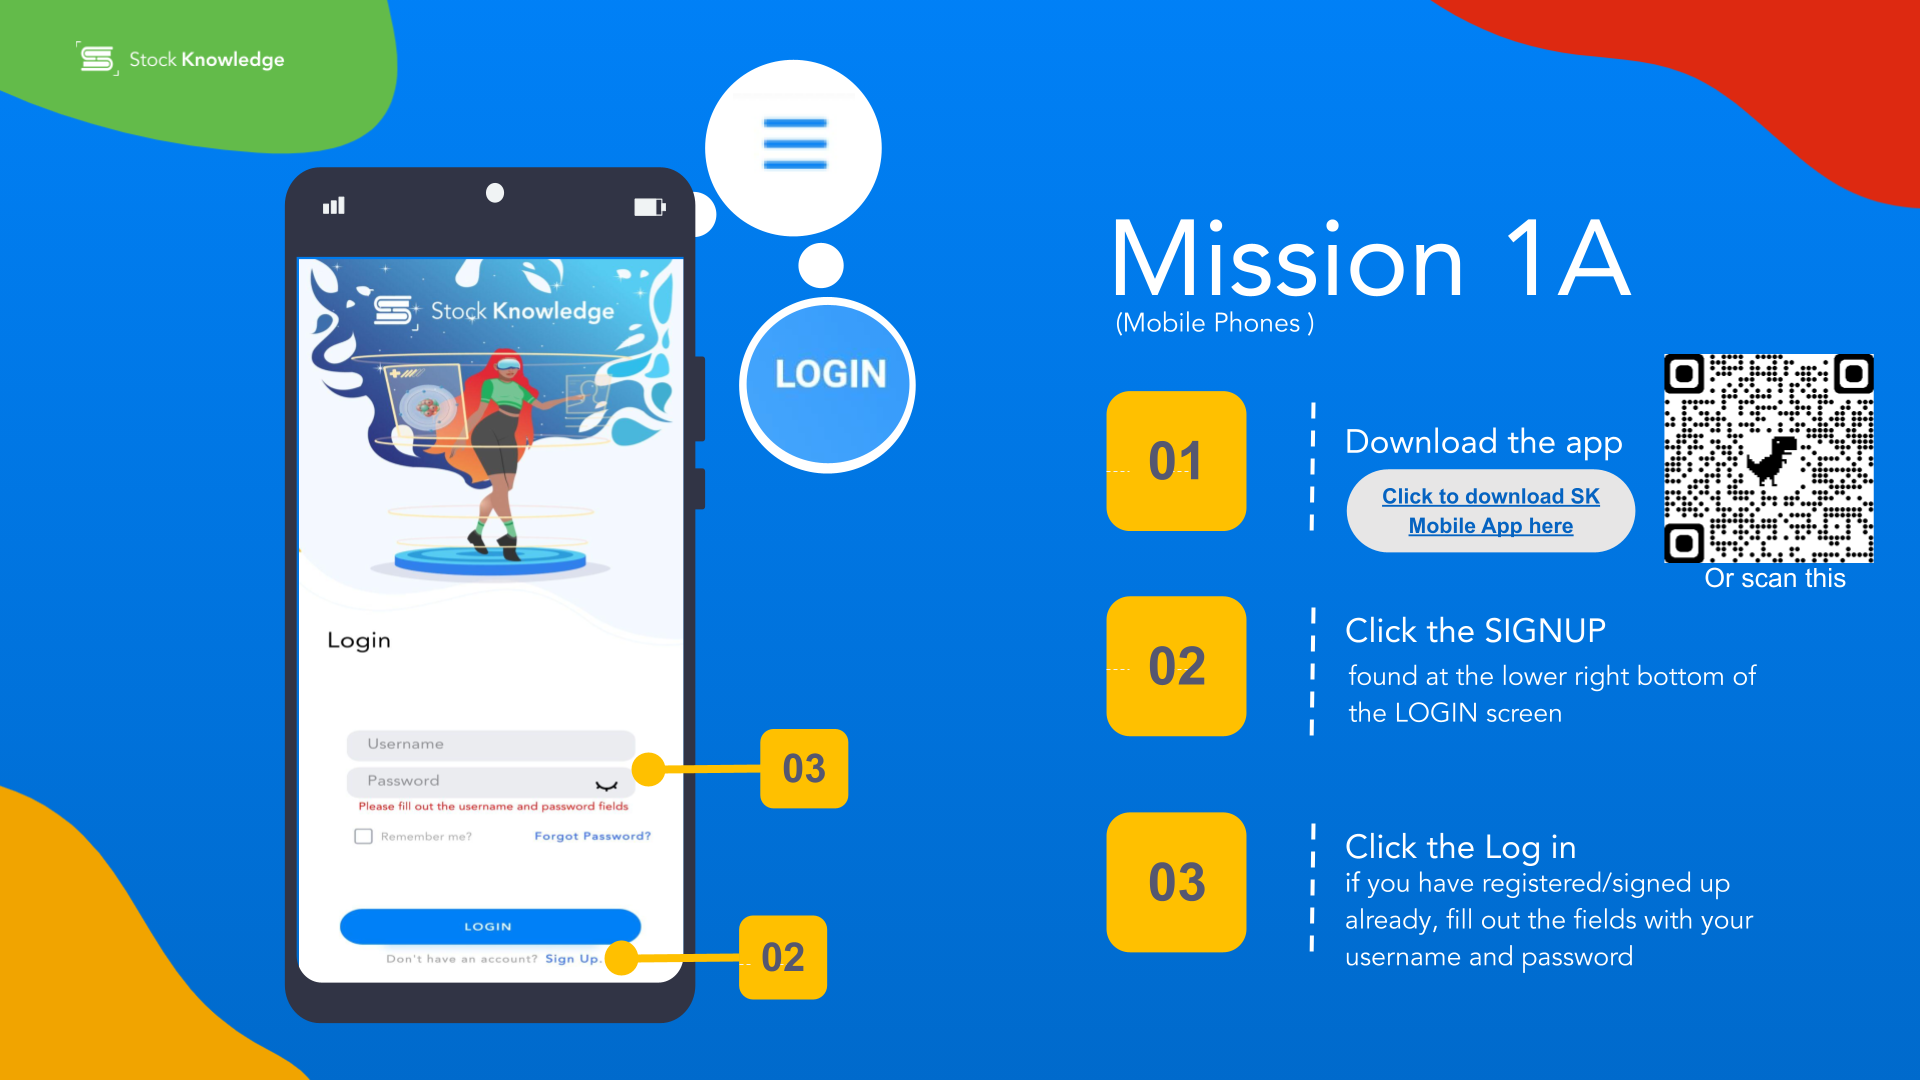 Stock Knowledge
Stock Knowledge
LOGIN
Login
Username
Password
Please fill out the username and password fields
Remember me?
Forgot Password?
LOGIN
Don't have an account? Sign Up.
03
02
Mission 1A
(Mobile Phones )
01
Download the app
Click to download SK
Mobile App here
Or scan this
02
Click the SIGNUP
found at the lower right bottom of
the LOGIN screen
03
Click the Log in
if you have registered/signed up
already, fill out the fields with your
username and password